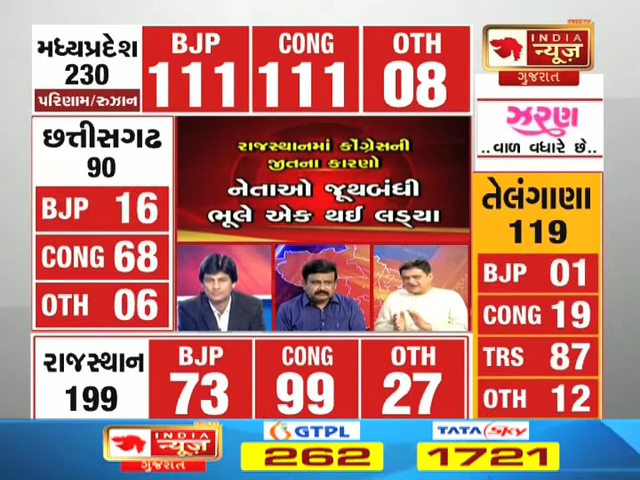 મધ્યપ્રદેશ
230
પરિણામ/રુઝાન
BJP
111
CONG
111
OTH
08
FREE TV
INDIA
न्यूज़
ગુજરાત
છત્તીસગઢ
90
BJP 16
CONG 68
OTH 06
રાજસ્થાનમાં કોંગ્રેસની
જીતના કારણો
નેતાઓ જૂથબંધી
ભૂલે એક થઈ લડ્યા
ઝરણ
..વાળ વધારે છે..
તેલંગાણા
119
BJP 01
CONG 19
TRS 87
OTH 12
રાજસ્થાન
199
BJP
73
CONG
99
OTH
27
INDIA
न्यूज़
ગુજરાત
GTPL
262
TATA Sky
1721